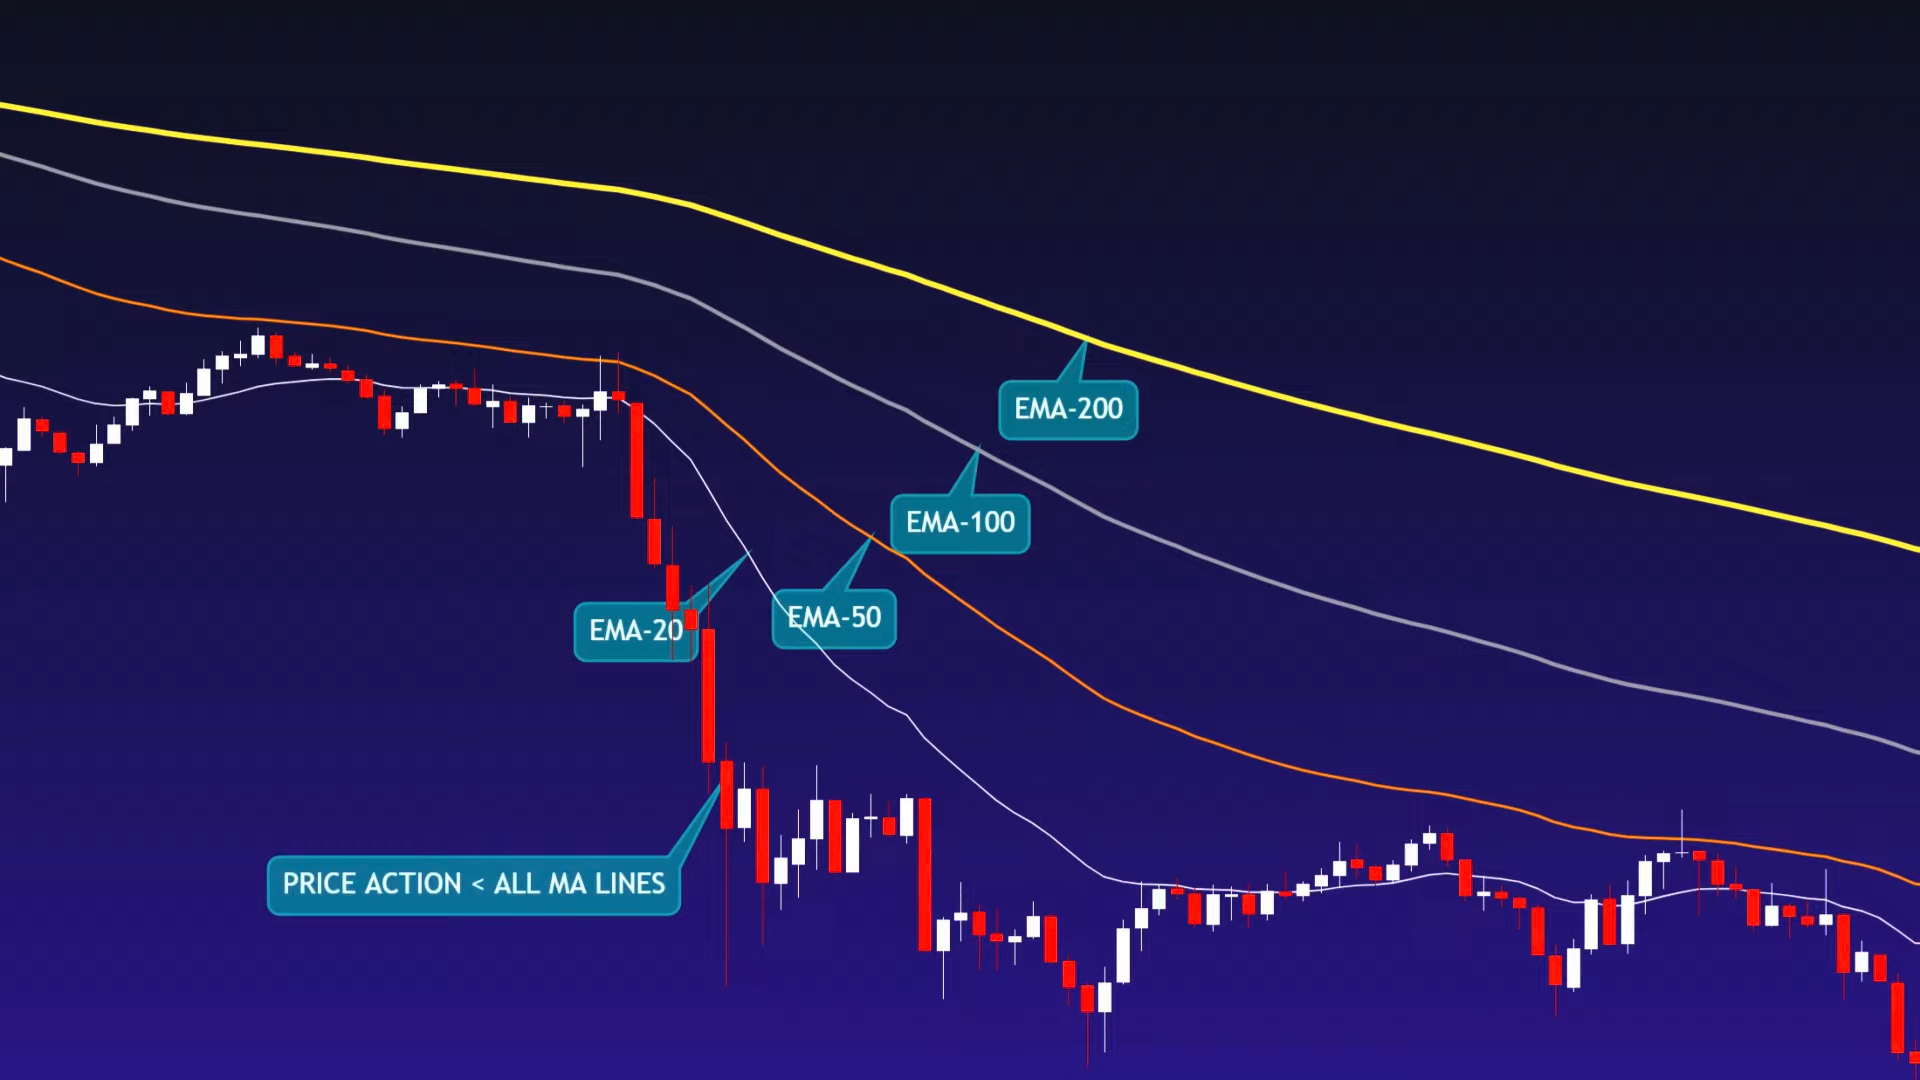 EMA-200
EMA-100
EMA-50
EMA-20
PRICE ACTION < ALL MA LINES